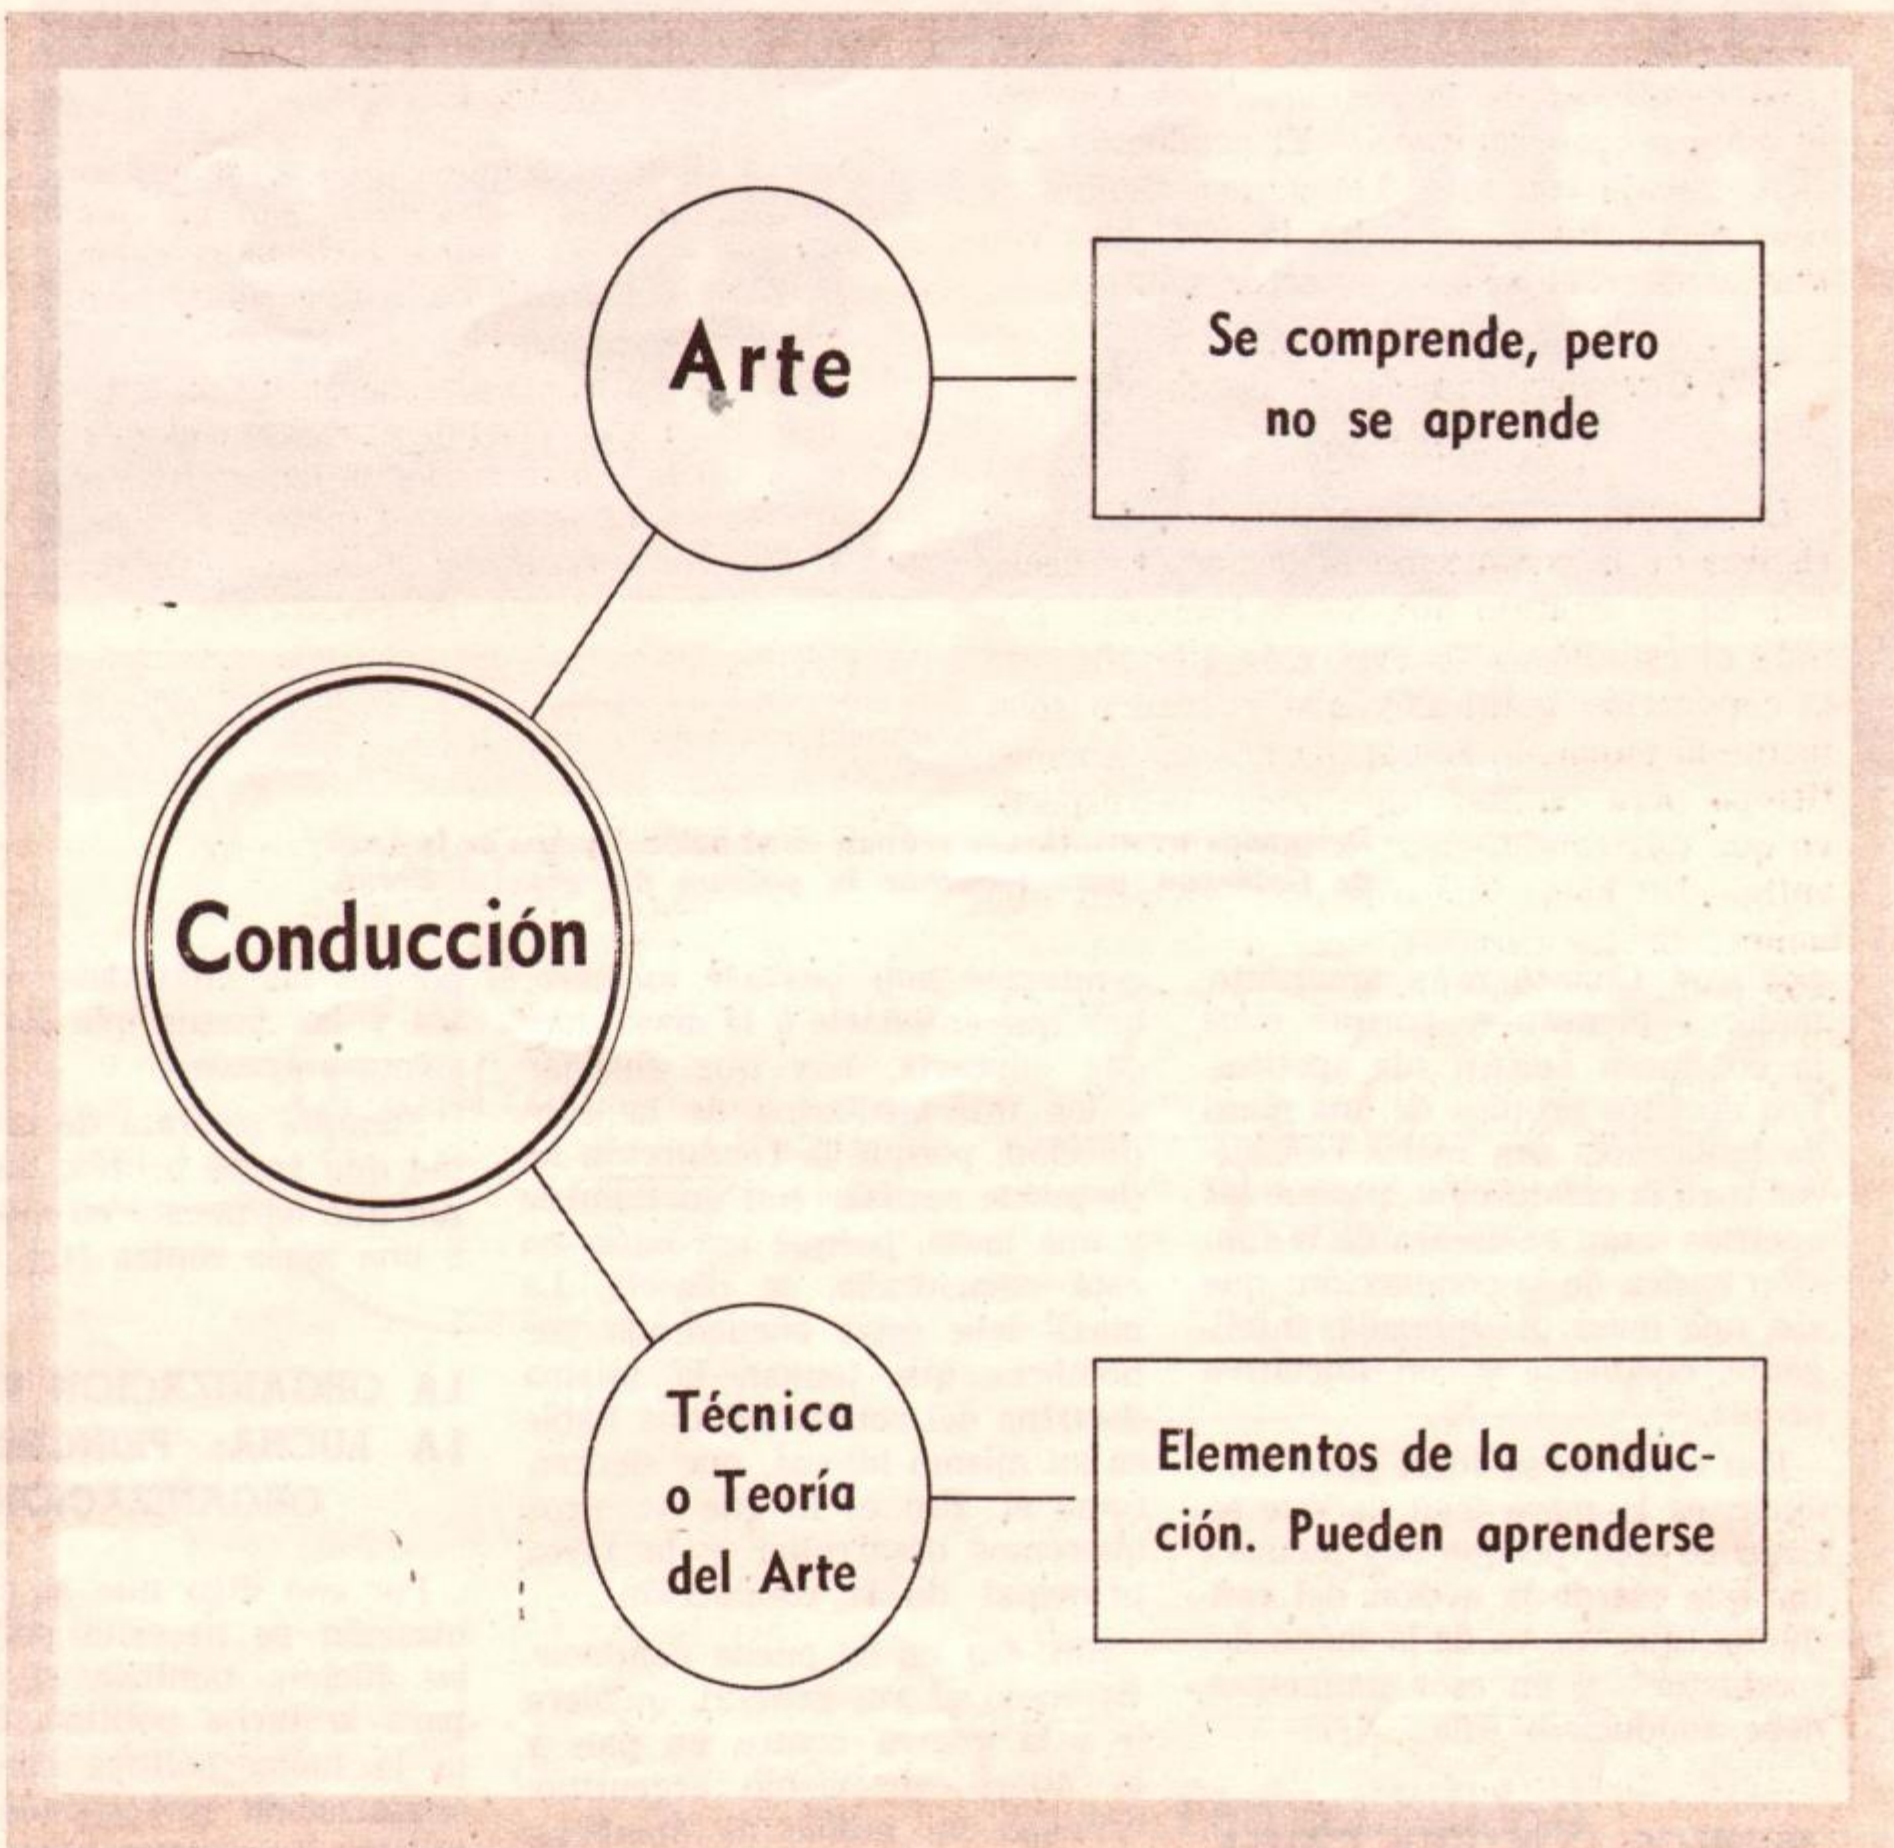 Arte
Se comprende, pero
no se aprende
Conducción
Técnica
o Teoría
del Arte
Elementos de la conduc-
ción. Pueden aprenderse